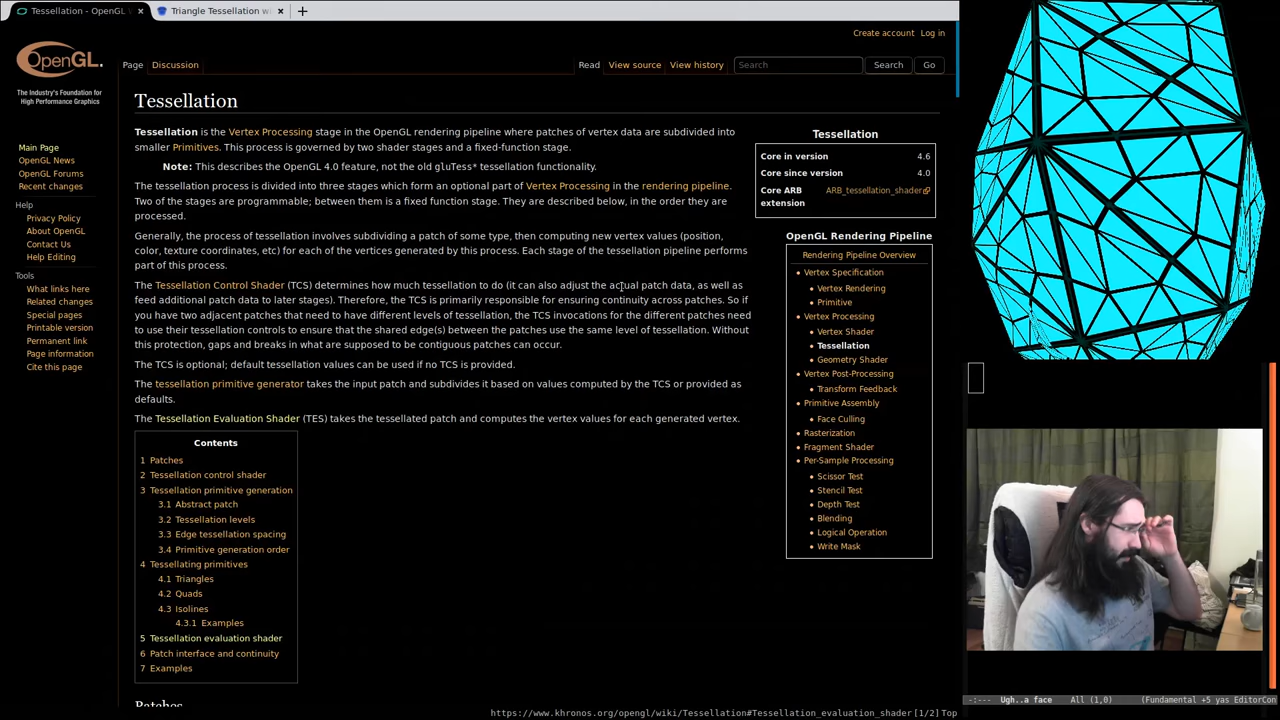 Tessellation - OpenGL
Triangle Tessellation w
Create account Log in
OpenGL.
The Industry's Foundation for
High Performance Graphics
Page Discussion Read View source View history Search Search Go
Tessellation
Tessellation is the Vertex Processing stage in the OpenGL rendering pipeline where patches of vertex data are subdivided into
smaller Primitives. This process is governed by two shader stages and a fixed-function stage.
Note: This describes the OpenGL 4.0 feature, not the old gluTess* tessellation functionality.
The tessellation process is divided into three stages which form an optional part of Vertex Processing in the rendering pipeline.
Two of the stages are programmable; between them is a fixed function stage. They are described below, in the order they are
processed.
Generally, the process of tessellation involves subdividing a patch of some type, then computing new vertex values (position,
color, texture coordinates, etc) for each of the vertices generated by this process. Each stage of the tessellation pipeline performs
part of this process.
The Tessellation Control Shader (TCS) determines how much tessellation to do (it can also adjust the actual patch data, as well as
feed additional patch data to later stages). Therefore, the TCS is primarily responsible for ensuring continuity across patches. So if
you have two adjacent patches that need to have different levels of tessellation, the TCS invocations for the different patches need
to use their tessellation controls to ensure that the shared edge(s) between the patches use the same level of tessellation. Without
this protection, gaps and breaks in what are supposed to be contiguous patches can occur.
The TCS is optional; default tessellation values can be used if no TCS is provided.
The tessellation primitive generator takes the input patch and subdivides it based on values computed by the TCS or provided as
defaults.
The Tessellation Evaluation Shader (TES) takes the tessellated patch and computes the vertex values for each generated vertex.
Main Page
OpenGL News
OpenGL Forums
Recent changes
Help
Privacy Policy
About OpenGL
Contact Us
Help Editing
Tools
What links here
Related changes
Special pages
Printable version
Permanent link
Page information
Cite this page
Contents
1 Patches
2 Tessellation control shader
3 Tessellation primitive generation
3.1 Abstract patch
3.2 Tessellation levels
3.3 Edge tessellation spacing
3.4 Primitive generation order
4 Tessellating primitives
4.1 Triangles
4.2 Quads
4.3 Isolines
4.3.1 Examples
5 Tessellation evaluation shader
6 Patch interface and continuity
7 Examples
Patches
Tessellation
Core in version 4.6
Core since version 4.0
Core ARB ARB_tessellation_shader
extension
OpenGL Rendering Pipeline
Rendering Pipeline Overview
Vertex Specification
Vertex Rendering
Primitive
Vertex Processing
Vertex Shader
Tessellation
Geometry Shader
Vertex Post-Processing
Transform Feedback
Primitive Assembly
Face Culling
Rasterization
Fragment Shader
Per-Sample Processing
Scissor Test
Stencil Test
Depth Test
Blending
Logical Operation
Write Mask
https://www.khronos.org/opengl/wiki/Tessellation#Tessellation_evaluation_shader [1/2] Top
-:--- Ugh..a face All (1,0) (Fundamental +5 yas EditorCon